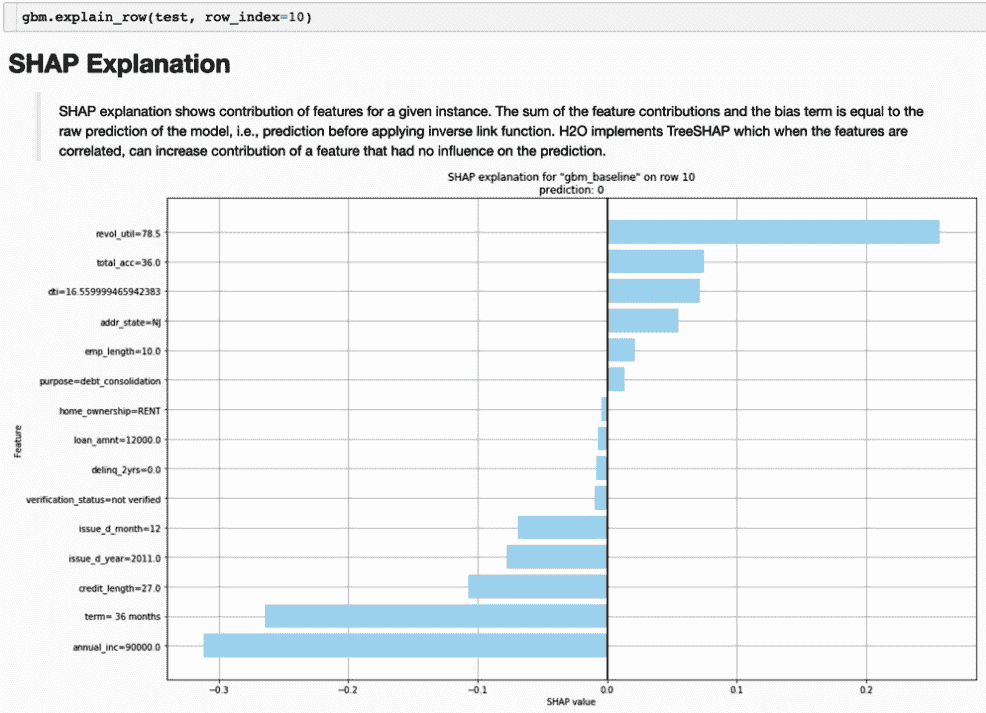 gbm.explain_row(test, row_index=10)
SHAP Explanation
SHAP explanation shows contribution of features for a given instance. The sum of the feature contributions and the bias term is equal to the
raw prediction of the model, i.e., prediction before applying inverse link function. H2O implements TreeSHAP which when the features are
correlated, can increase contribution of a feature that had no influence on the prediction.
SHAP explanation for "gbm_baseline" on row 10
prediction: 0
revol_util=78.5
total_acc=36.0
dti=16.559999465942383
addr_state=NJ
emp_length=10.0
purpose=debt_consolidation
home_ownership=RENT
loan_amnt=12000.0
delinq_2yrs=0.0
verification_status=not verified
issue_d_month=12
issue_d_year=2011.0
credit_length=27.0
term= 36 months
annual_inc=90000.0
Feature
−0.3 −0.2 −0.1 0.0 0.1 0.2
SHAP value